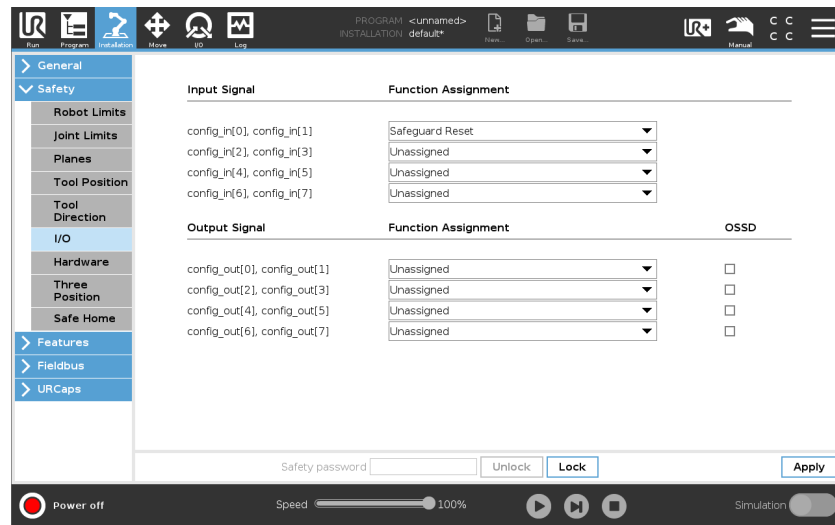 PROGRAM <unnamed>
INSTALLATION default*
Run Program Installation Move I/O Log New... Open... Save... UR+ Manual C C C C
General
Safety
Robot Limits
Joint Limits
Planes
Tool Position
Tool
Direction
I/O
Hardware
Three
Position
Safe Home
Features
Fieldbus
URCaps
Input Signal Function Assignment
config_in[0], config_in[1] Safeguard Reset
config_in[2], config_in[3] Unassigned
config_in[4], config_in[5] Unassigned
config_in[6], config_in[7] Unassigned
Output Signal Function Assignment OSSD
config_out[0], config_out[1] Unassigned
config_out[2], config_out[3] Unassigned
config_out[4], config_out[5] Unassigned
config_out[6], config_out[7] Unassigned
Safety password Unlock Lock Apply
Power off Speed 100% Simulation